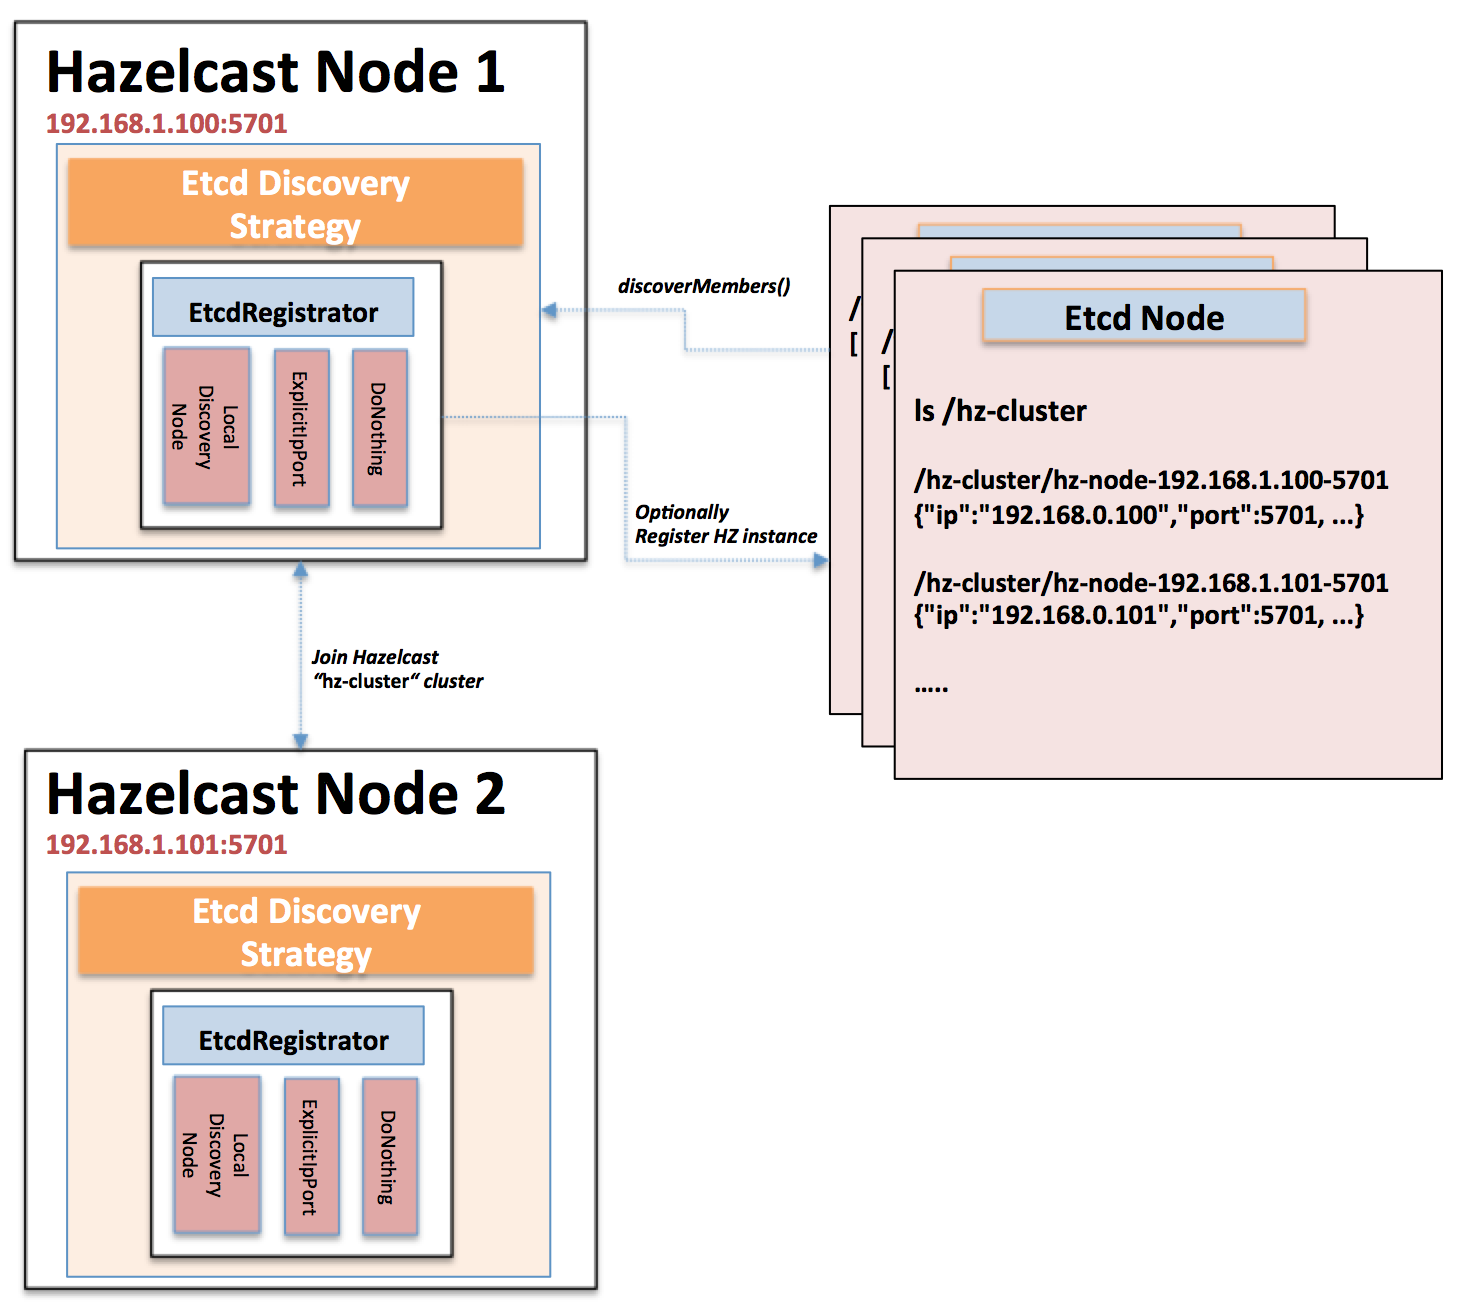 Hazelcast Node 1
192.168.1.100:5701
Etcd Discovery
Strategy
EtcdRegistrator
Local
Discovery
Node
ExplicitIpPort
DoNothing
discoverMembers()
Optionally
Register HZ instance
/
[
/
[
Etcd Node
ls /hz-cluster
/hz-cluster/hz-node-192.168.1.100-5701
{"ip":"192.168.0.100","port":5701, ...}
/hz-cluster/hz-node-192.168.1.101-5701
{"ip":"192.168.0.101","port":5701, ...}
…..
Join Hazelcast
“hz-cluster“ cluster
Hazelcast Node 2
192.168.1.101:5701
Etcd Discovery
Strategy
EtcdRegistrator
Local
Discovery
Node
ExplicitIpPort
DoNothing